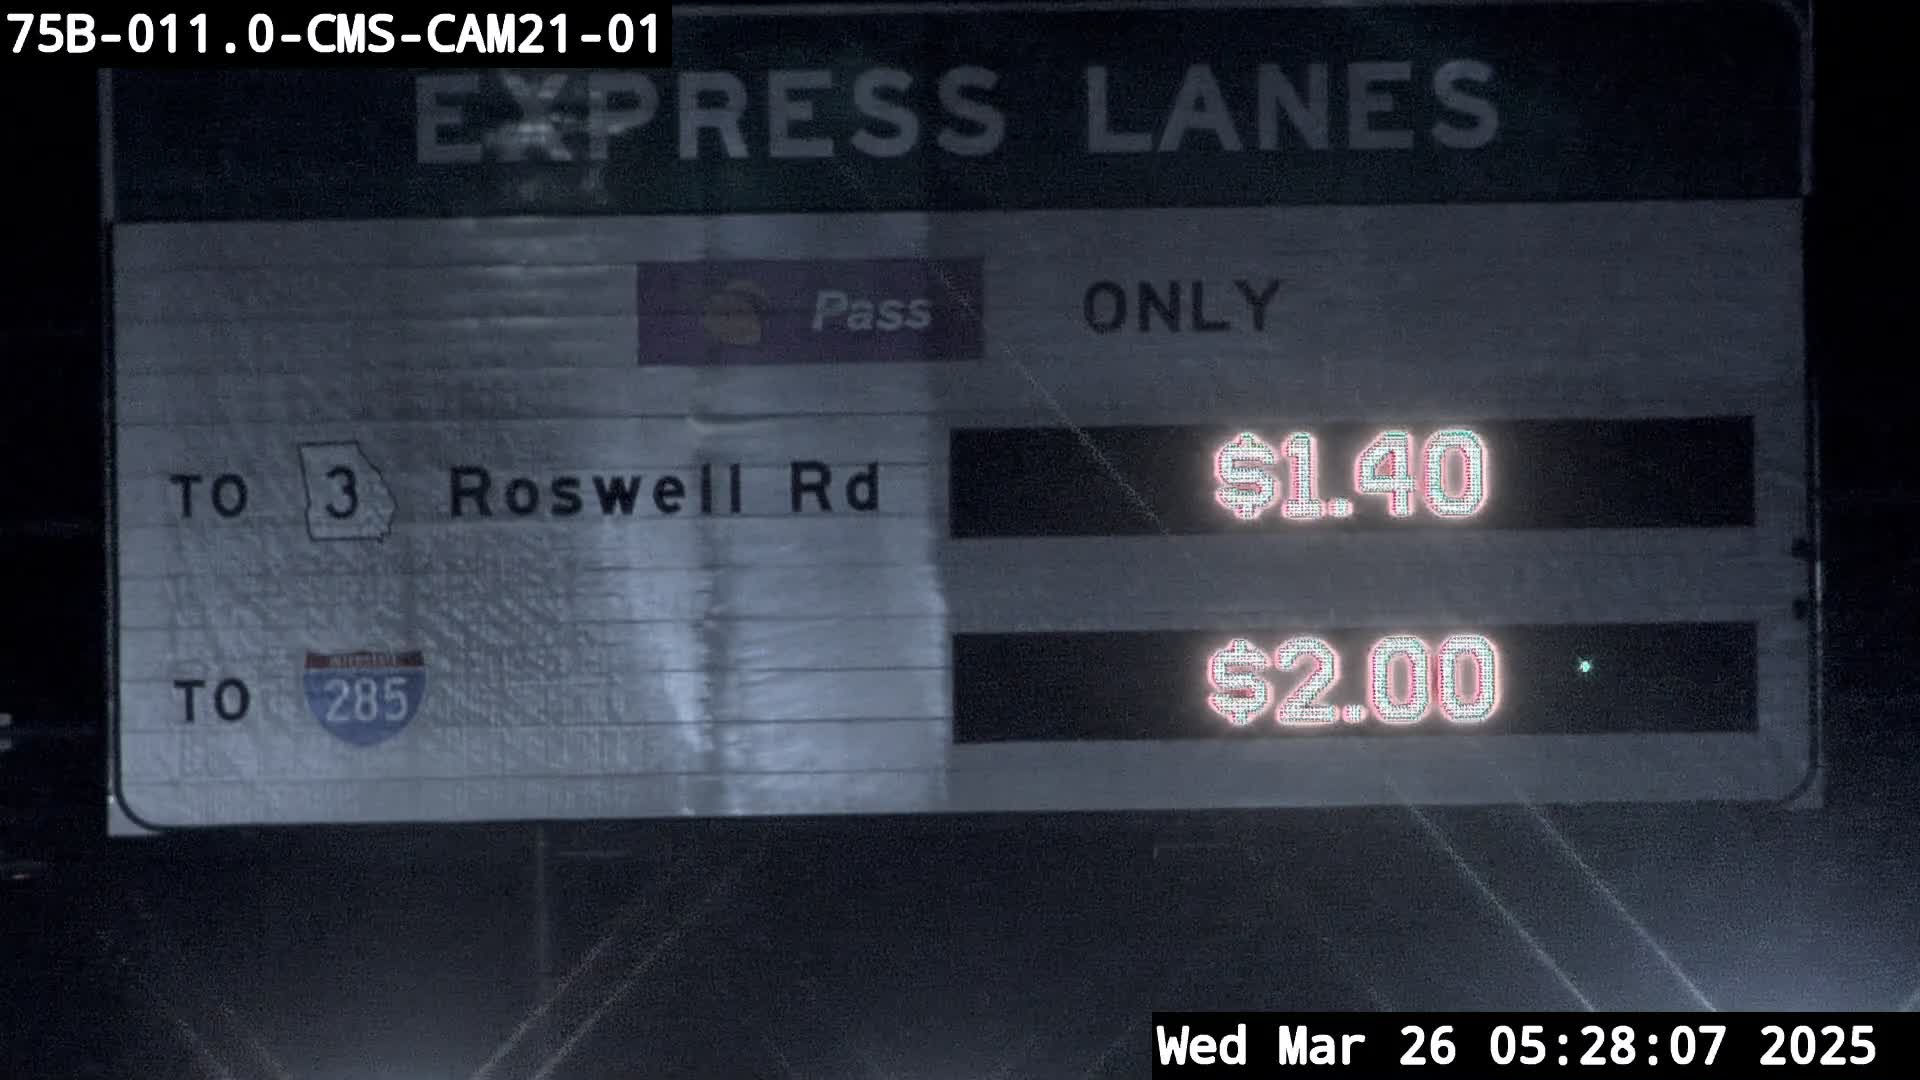 75B-011.0-CMS-CAM21-01
EXPRESS LANES
Pass ONLY
TO 3 Roswell Rd $1.40
INTERSTATE
TO 285 $2.00
Wed Mar 26 05:28:07 2025